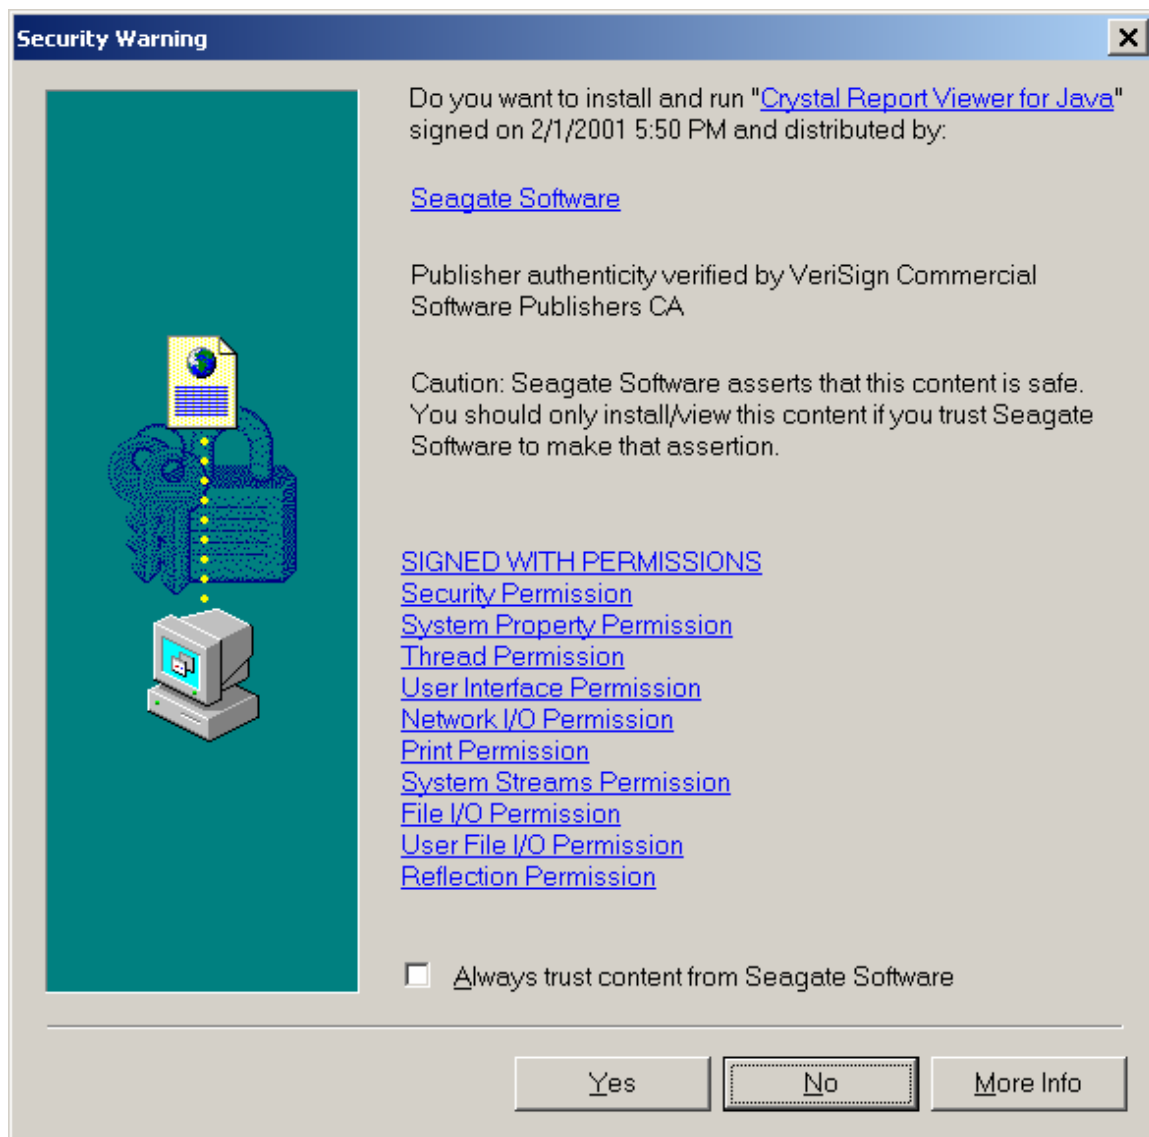 Security Warning
Do you want to install and run "Crystal Report Viewer for Java"
signed on 2/1/2001 5:50 PM and distributed by:
Seagate Software
Publisher authenticity verified by VeriSign Commercial
Software Publishers CA
Caution: Seagate Software asserts that this content is safe.
You should only install/view this content if you trust Seagate
Software to make that assertion.
SIGNED WITH PERMISSIONS
Security Permission
System Property Permission
Thread Permission
User Interface Permission
Network I/O Permission
Print Permission
System Streams Permission
File I/O Permission
User File I/O Permission
Reflection Permission
Always trust content from Seagate Software
Yes No More Info